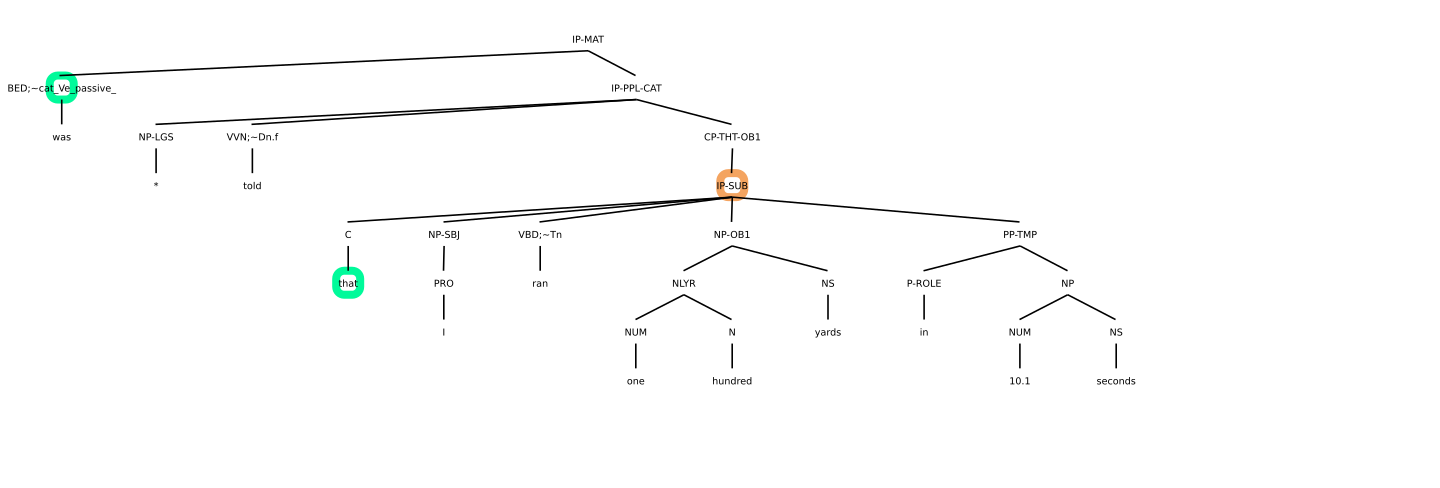 IP-MAT
BED;~cat_Ve_passive_ IP-PPL-CAT
was NP-LGS VVN;~Dn.f CP-THT-OB1
* told IP-SUB
C NP-SBJ VBD;~Tn NP-OB1 PP-TMP
that PRO ran NLYR NS P-ROLE NP
I NUM N yards in NUM NS
one hundred 10.1 seconds